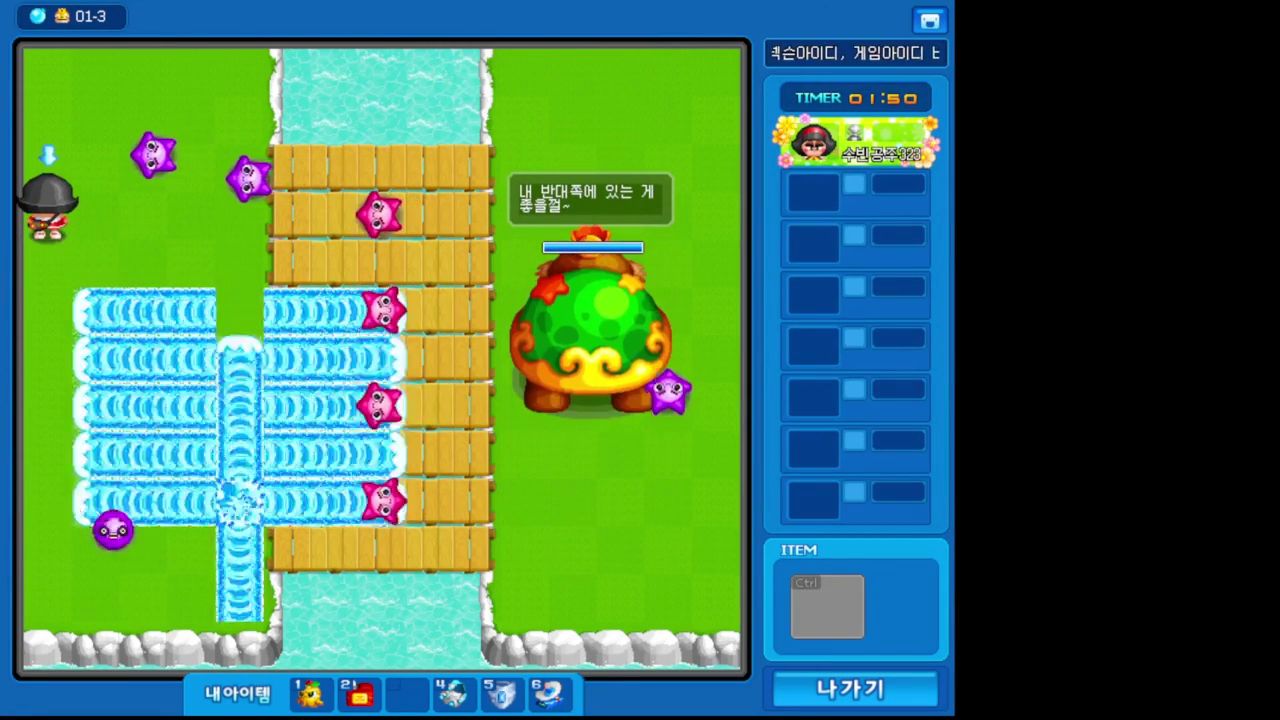 01-3
넥슨아이디, 게임아이디 ㅂ
TIMER 01:50
수빈공주323
내 반대쪽에 있는 게
좋을걸~
ITEM
Ctrl
내아이템
1
2
4
5
6
나가기